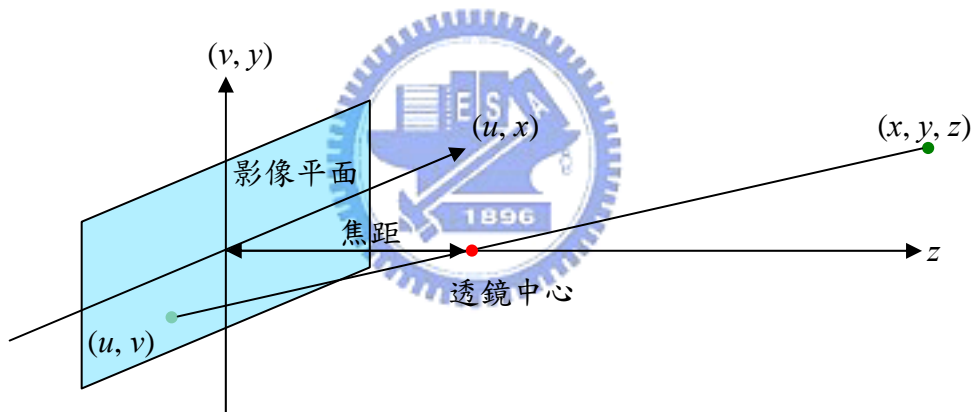 (v, y)
E S A
(u, x)
(x, y, z)
影像平面
1896
焦距
z
透鏡中心
(u, v)